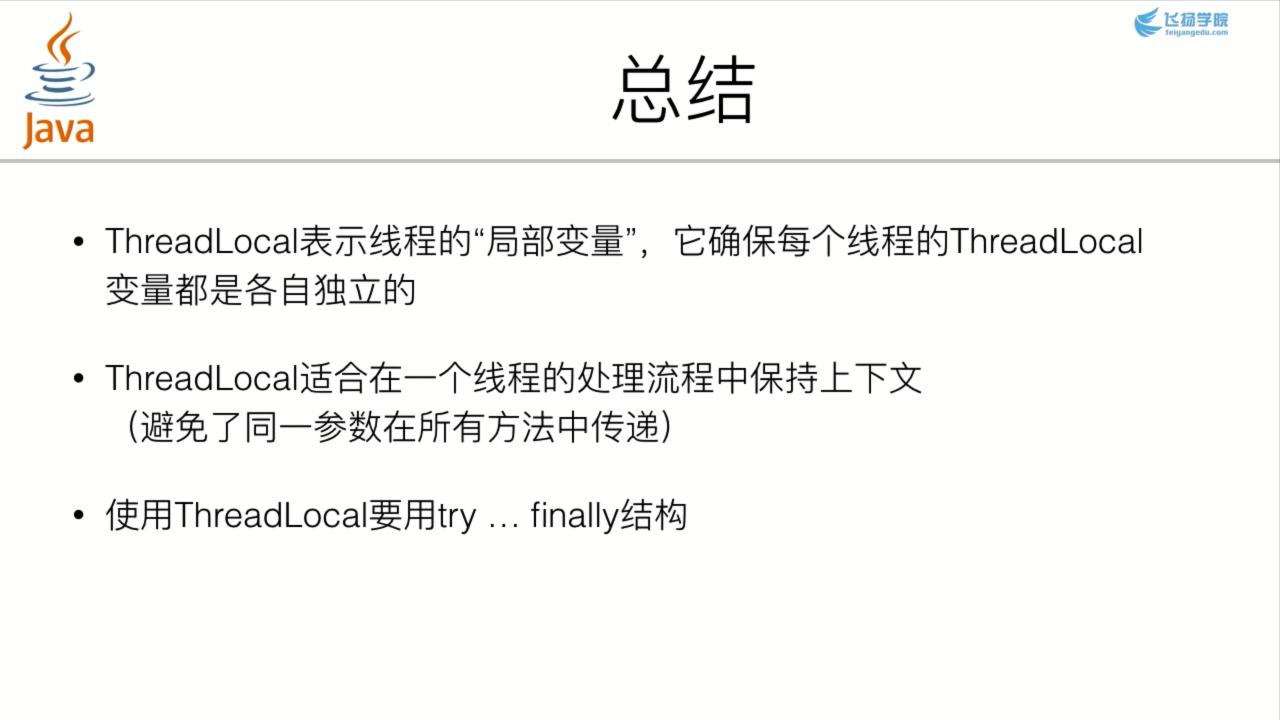 飞扬学院
feiyangedu.com
Java
总结
• ThreadLocal表示线程的“局部变量”，它确保每个线程的ThreadLocal
变量都是各自独立的
• ThreadLocal适合在一个线程的处理流程中保持上下文
（避免了同一参数在所有方法中传递）
• 使用ThreadLocal要用try … finally结构